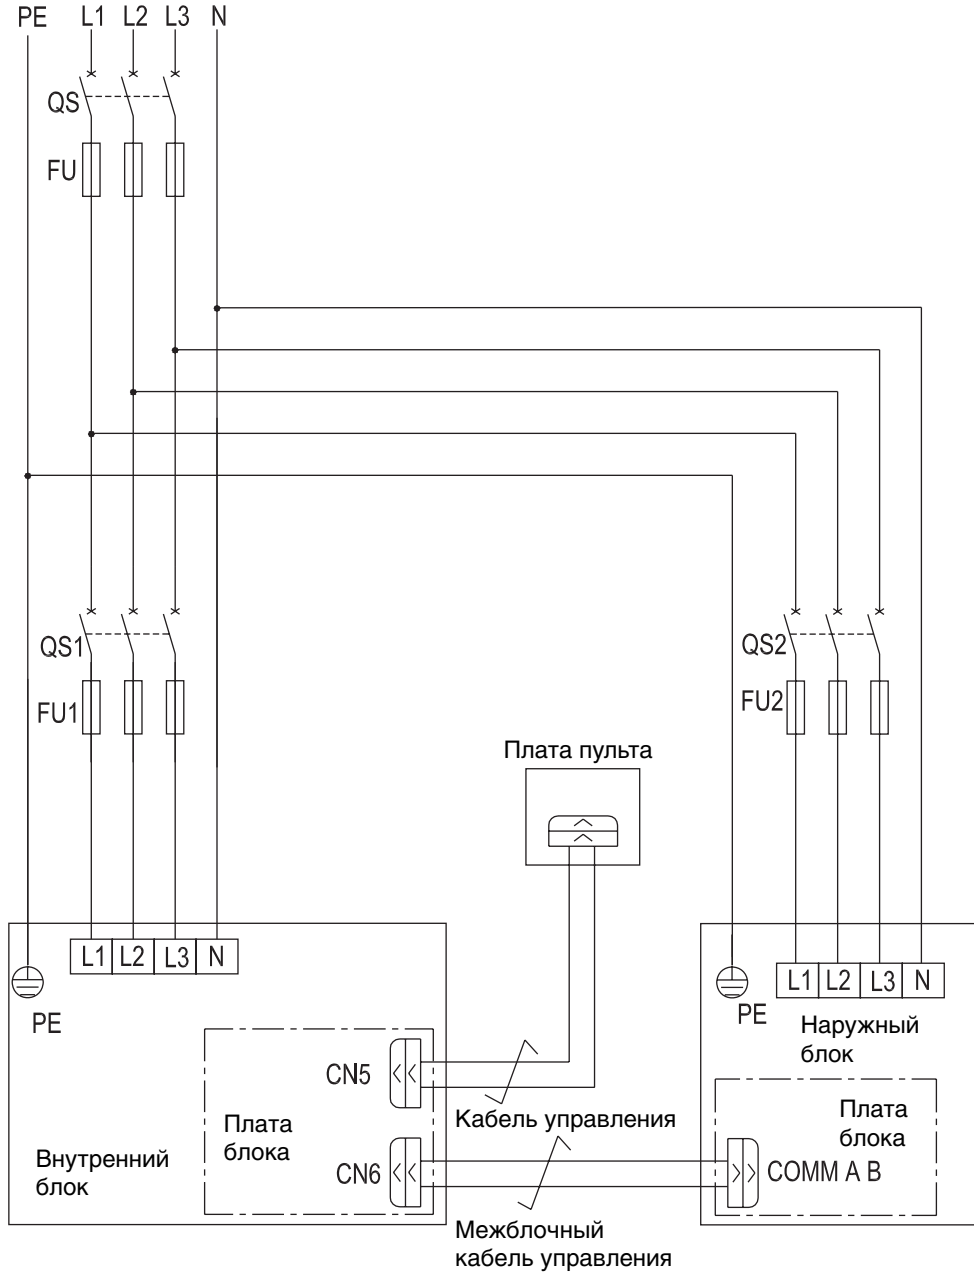 PE L1 L2 L3 N
QS
FU
QS1
QS2
FU1
FU2
Плата пульта
L1 L2 L3 N
PE
L1 L2 L3 N
PE
Наружный
блок
CN5
Плата
блока
Кабель управления
Плата
блока
Внутренний
блок
CN6
COMM A B
Межблочный
кабель управления